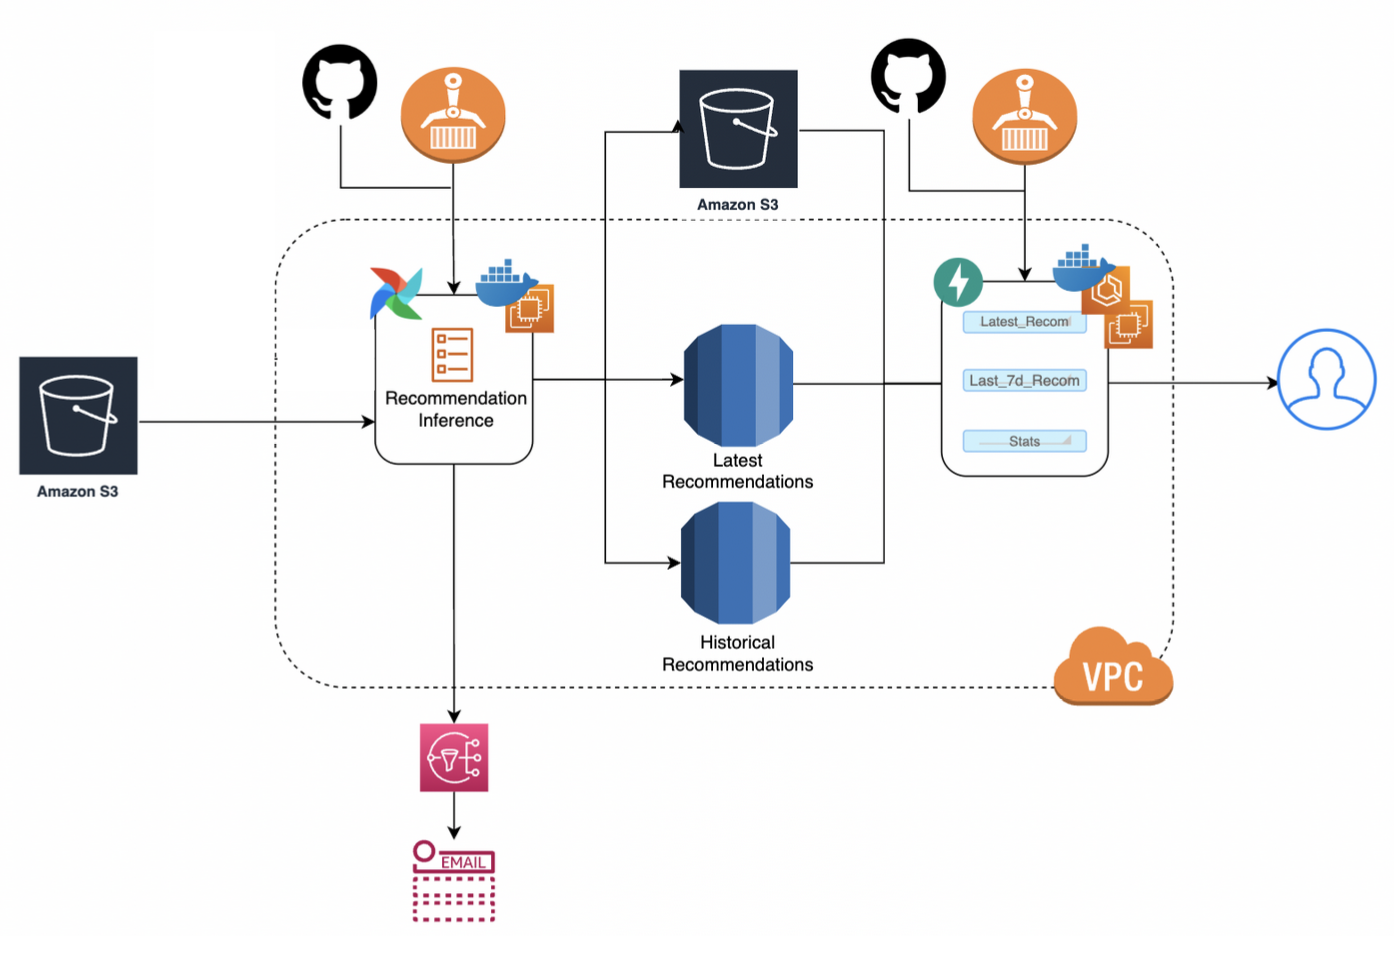 Amazon S3
Recommendation
Inference
Amazon S3
Latest
Recommendations
Historical
Recommendations
Latest_Recom
Last_7d_Recom
Stats
VPC
EMAIL